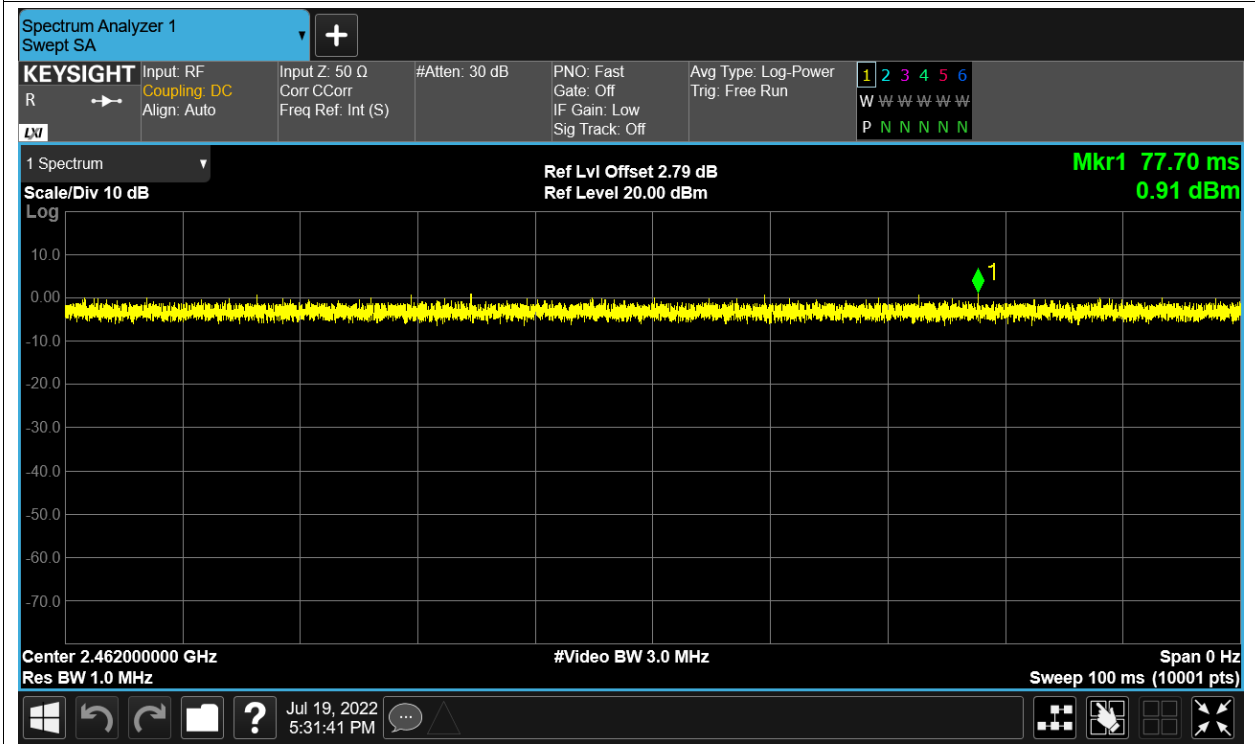 Spectrum Analyzer 1
Swept SA
▼
+
KEYSIGHT
R
LXI
Input: RF
Coupling: DC
Align: Auto
Input Z: 50 Ω
Corr CCorr
Freq Ref: Int (S)
#Atten: 30 dB
PNO: Fast
Gate: Off
IF Gain: Low
Sig Track: Off
Avg Type: Log-Power
Trig: Free Run
1 2 3 4 5 6
W W W W W W
P N N N N N
1 Spectrum ▼
Scale/Div 10 dB
Ref Lvl Offset 2.79 dB
Ref Level 20.00 dBm
Mkr1 77.70 ms
0.91 dBm
Log
10.0
0.00
-10.0
-20.0
-30.0
-40.0
-50.0
-60.0
-70.0
1
Center 2.462000000 GHz
Res BW 1.0 MHz
#Video BW 3.0 MHz
Span 0 Hz
Sweep 100 ms (10001 pts)
?
Jul 19, 2022
5:31:41 PM